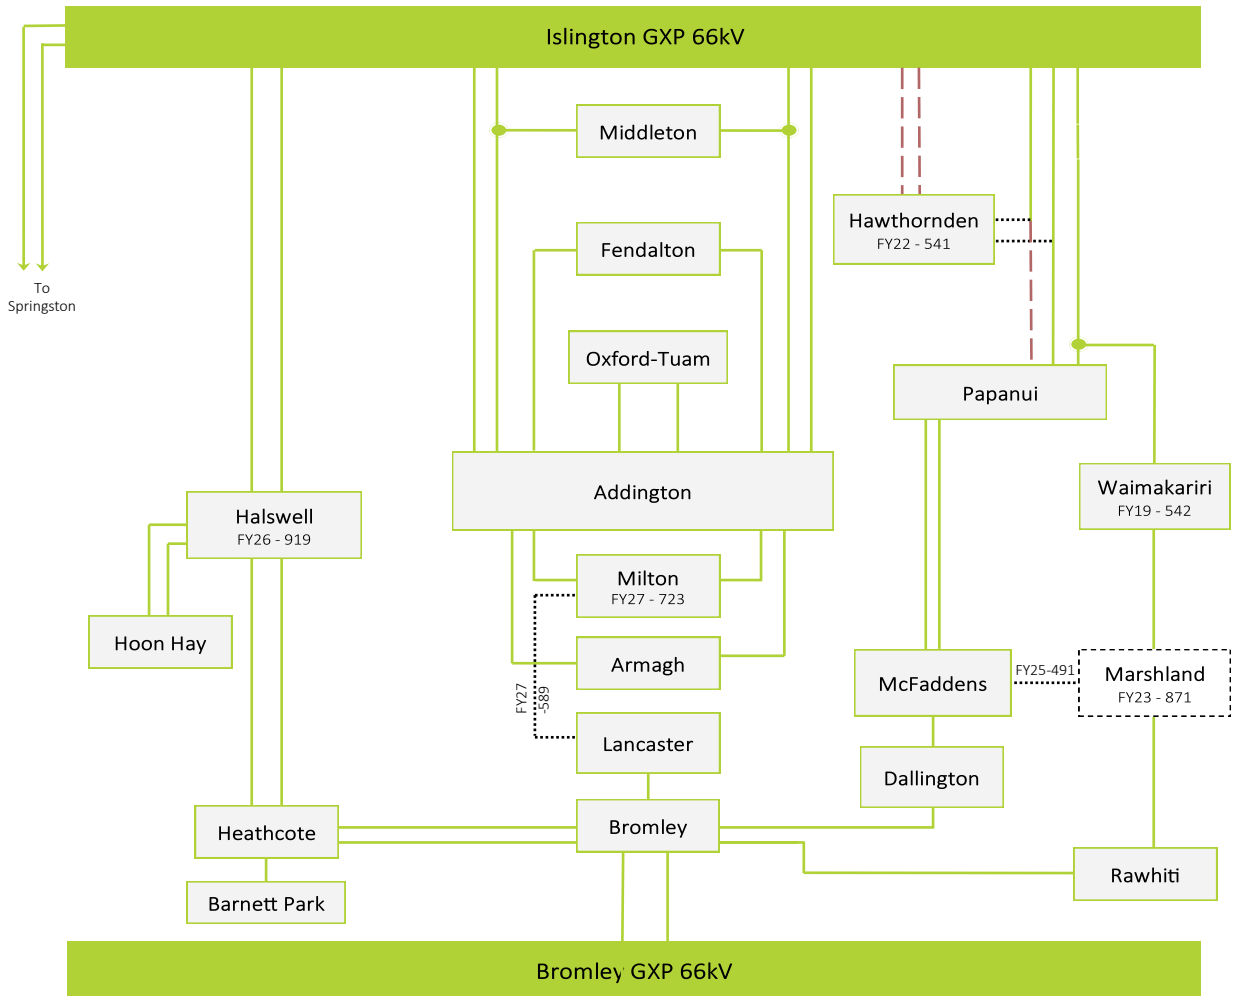 Islington GXP 66kV
Middleton
Hawthornden
FY22 - 541
Fendalton
To
Springston
Oxford-Tuam
Papanui
Addington
Waimakariri
FY19 - 542
Halswell
FY26 - 919
Milton
FY27 - 723
Hoon Hay
Armagh
FY27
-589
McFaddens
FY25-491
Marshland
FY23 - 871
Lancaster
Dallington
Heathcote
Bromley
Rawhiti
Barnett Park
Bromley GXP 66kV